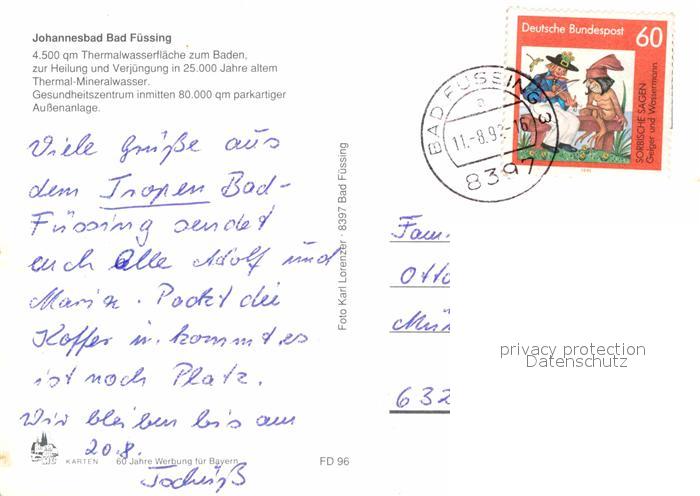 Johannesbad Bad Füssing
4.500 qm Thermalwasserfläche zum Baden,
zur Heilung und Verjüngung in 25.000 Jahre altem
Thermal-Mineralwasser.
Gesundheitszentrum inmitten 80.000 qm parkartiger
Außenanlage.
Viele Grüße aus
dem Tropen Bad-
Füssing sendet
euch Alle Adolf und
Maria. Packt die
Koffer u. kommt es
ist noch Platz.
Wir bleiben bis am
20.8.
KARTEN 60 Jahre Werbung für Bayern
FD 96
Foto Karl Lorenzer · 8397 Bad Füssing
Deutsche Bundespost 60
SORBISCHE SAGEN
Geiger und Wassermann
BAD FÜSSING 3
11.-8.92-16
8397
Fam.
Otto
Mün
632
privacy protection
Datenschutz